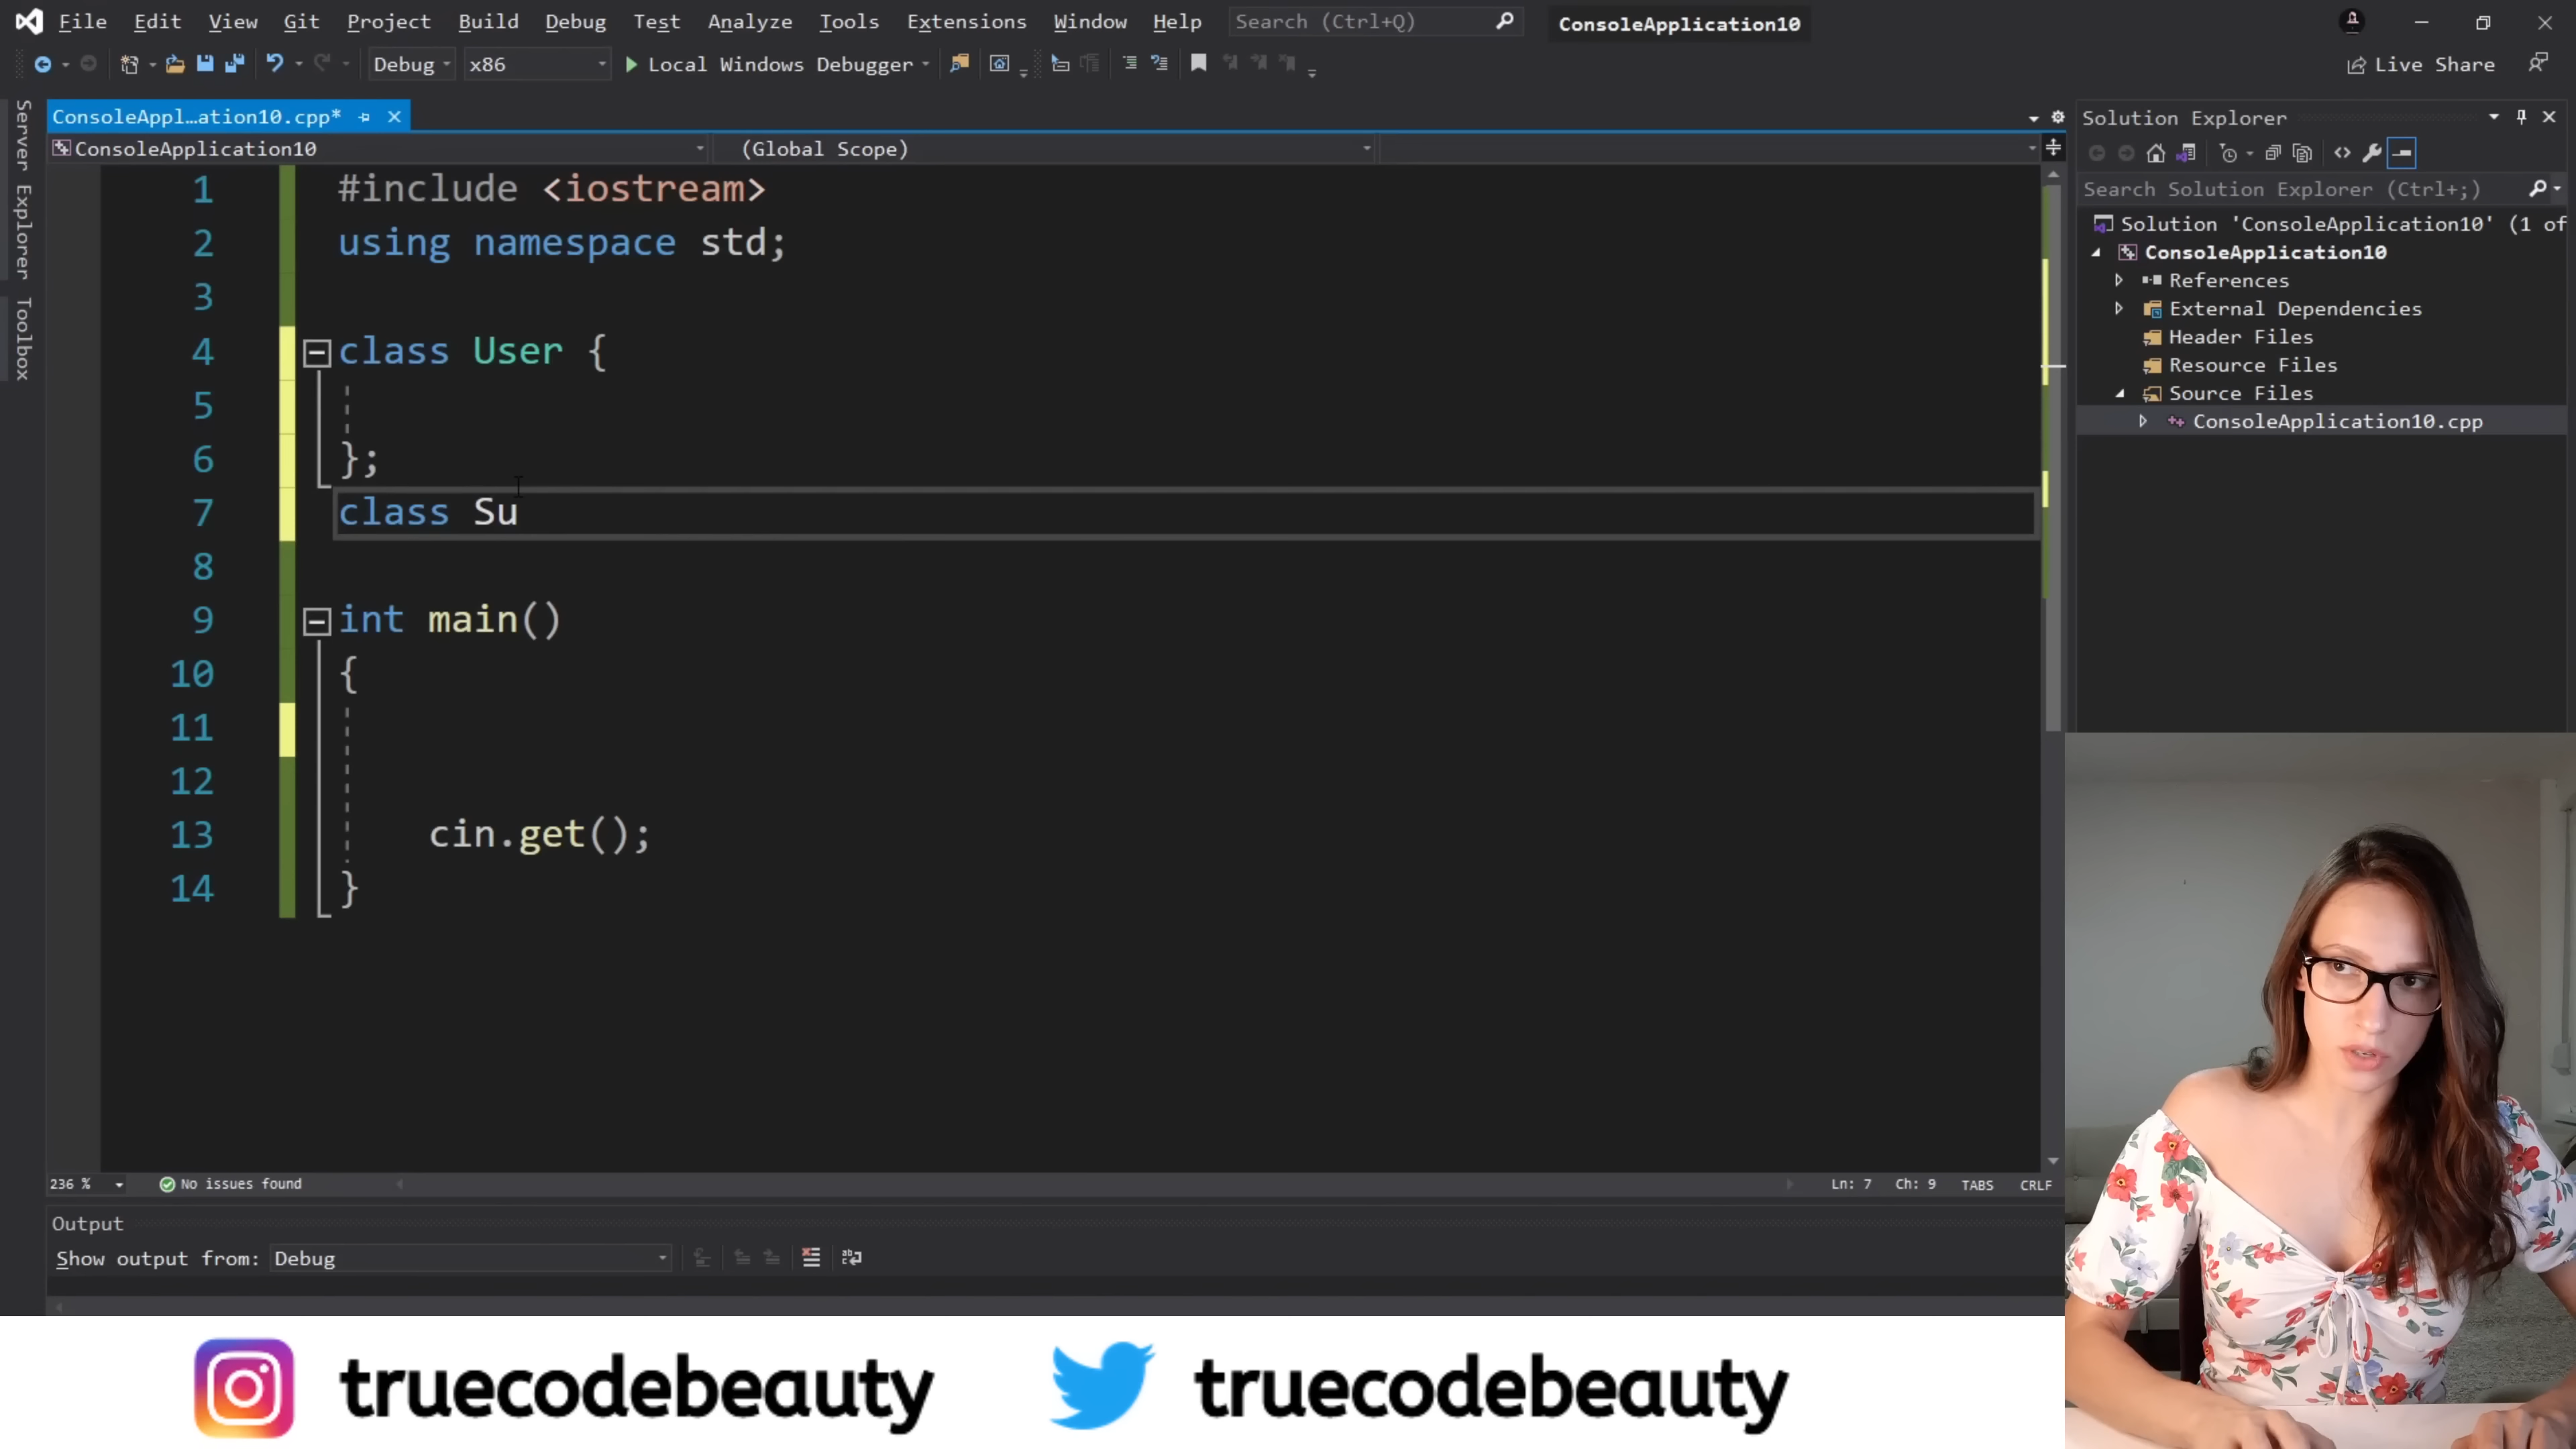 File Edit View Git Project Build Debug Test Analyze Tools Extensions Window Help Search (Ctrl+Q) ConsoleApplication10
Debug x86 Local Windows Debugger Live Share
Server Explorer
Toolbox
ConsoleAppl...ation10.cpp*
ConsoleApplication10 (Global Scope)
1 #include <iostream>
2 using namespace std;
3
4 class User {
5
6 };
7 class Su
8
9 int main()
10 {
11
12
13 cin.get();
14 }
236 % No issues found Ln: 7 Ch: 9 TABS CRLF
Output
Show output from: Debug
Solution Explorer
Search Solution Explorer (Ctrl+;)
Solution 'ConsoleApplication10' (1 of
ConsoleApplication10
References
External Dependencies
Header Files
Resource Files
Source Files
ConsoleApplication10.cpp
truecodebeauty truecodebeauty